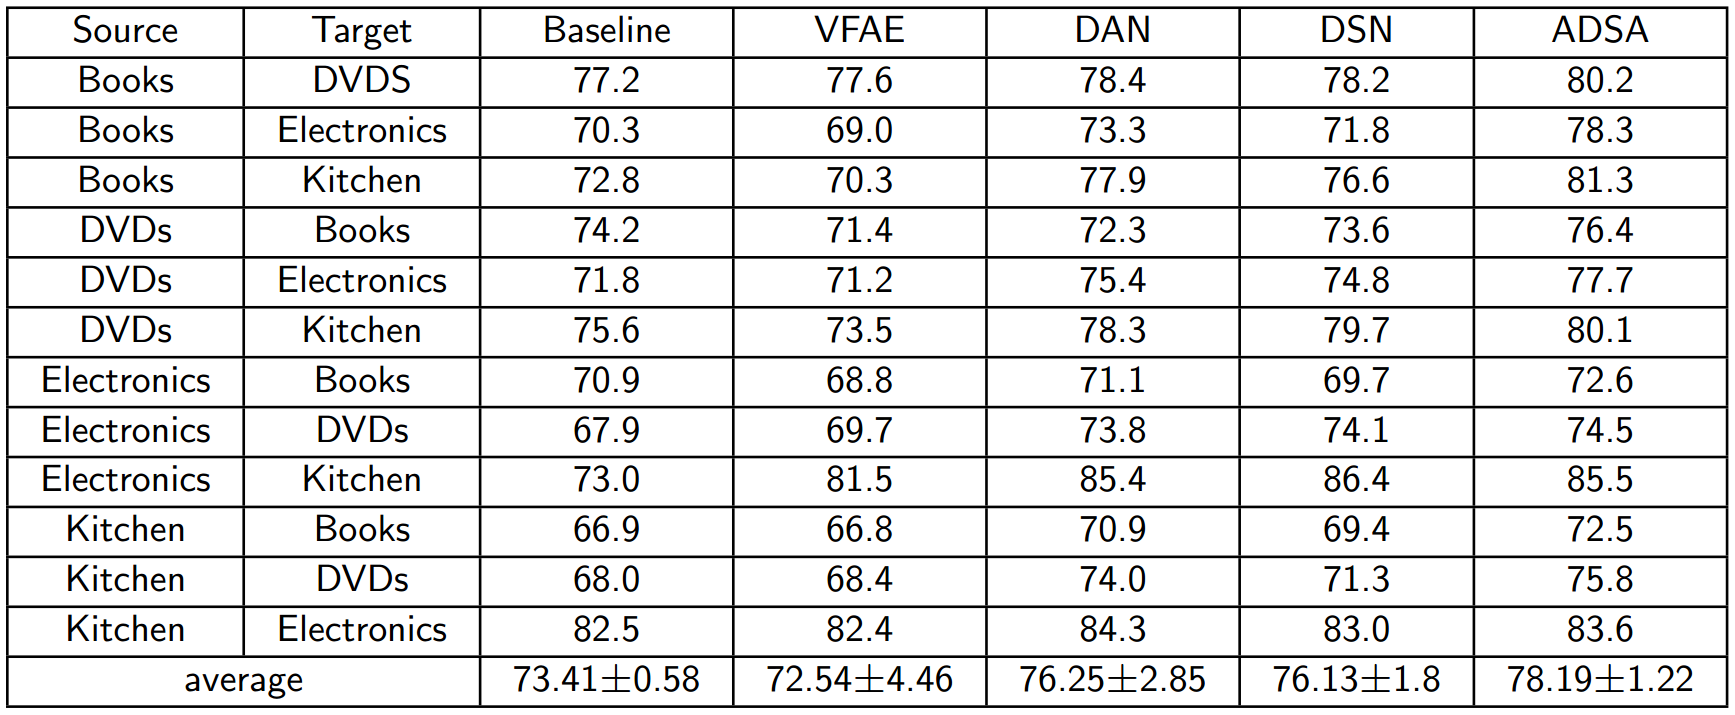 Source Target Baseline VFAE DAN DSN ADSA
Books DVDS 77.2 77.6 78.4 78.2 80.2
Books Electronics 70.3 69.0 73.3 71.8 78.3
Books Kitchen 72.8 70.3 77.9 76.6 81.3
DVDs Books 74.2 71.4 72.3 73.6 76.4
DVDs Electronics 71.8 71.2 75.4 74.8 77.7
DVDs Kitchen 75.6 73.5 78.3 79.7 80.1
Electronics Books 70.9 68.8 71.1 69.7 72.6
Electronics DVDs 67.9 69.7 73.8 74.1 74.5
Electronics Kitchen 73.0 81.5 85.4 86.4 85.5
Kitchen Books 66.9 66.8 70.9 69.4 72.5
Kitchen DVDs 68.0 68.4 74.0 71.3 75.8
Kitchen Electronics 82.5 82.4 84.3 83.0 83.6
average 73.41±0.58 72.54±4.46 76.25±2.85 76.13±1.8 78.19±1.22